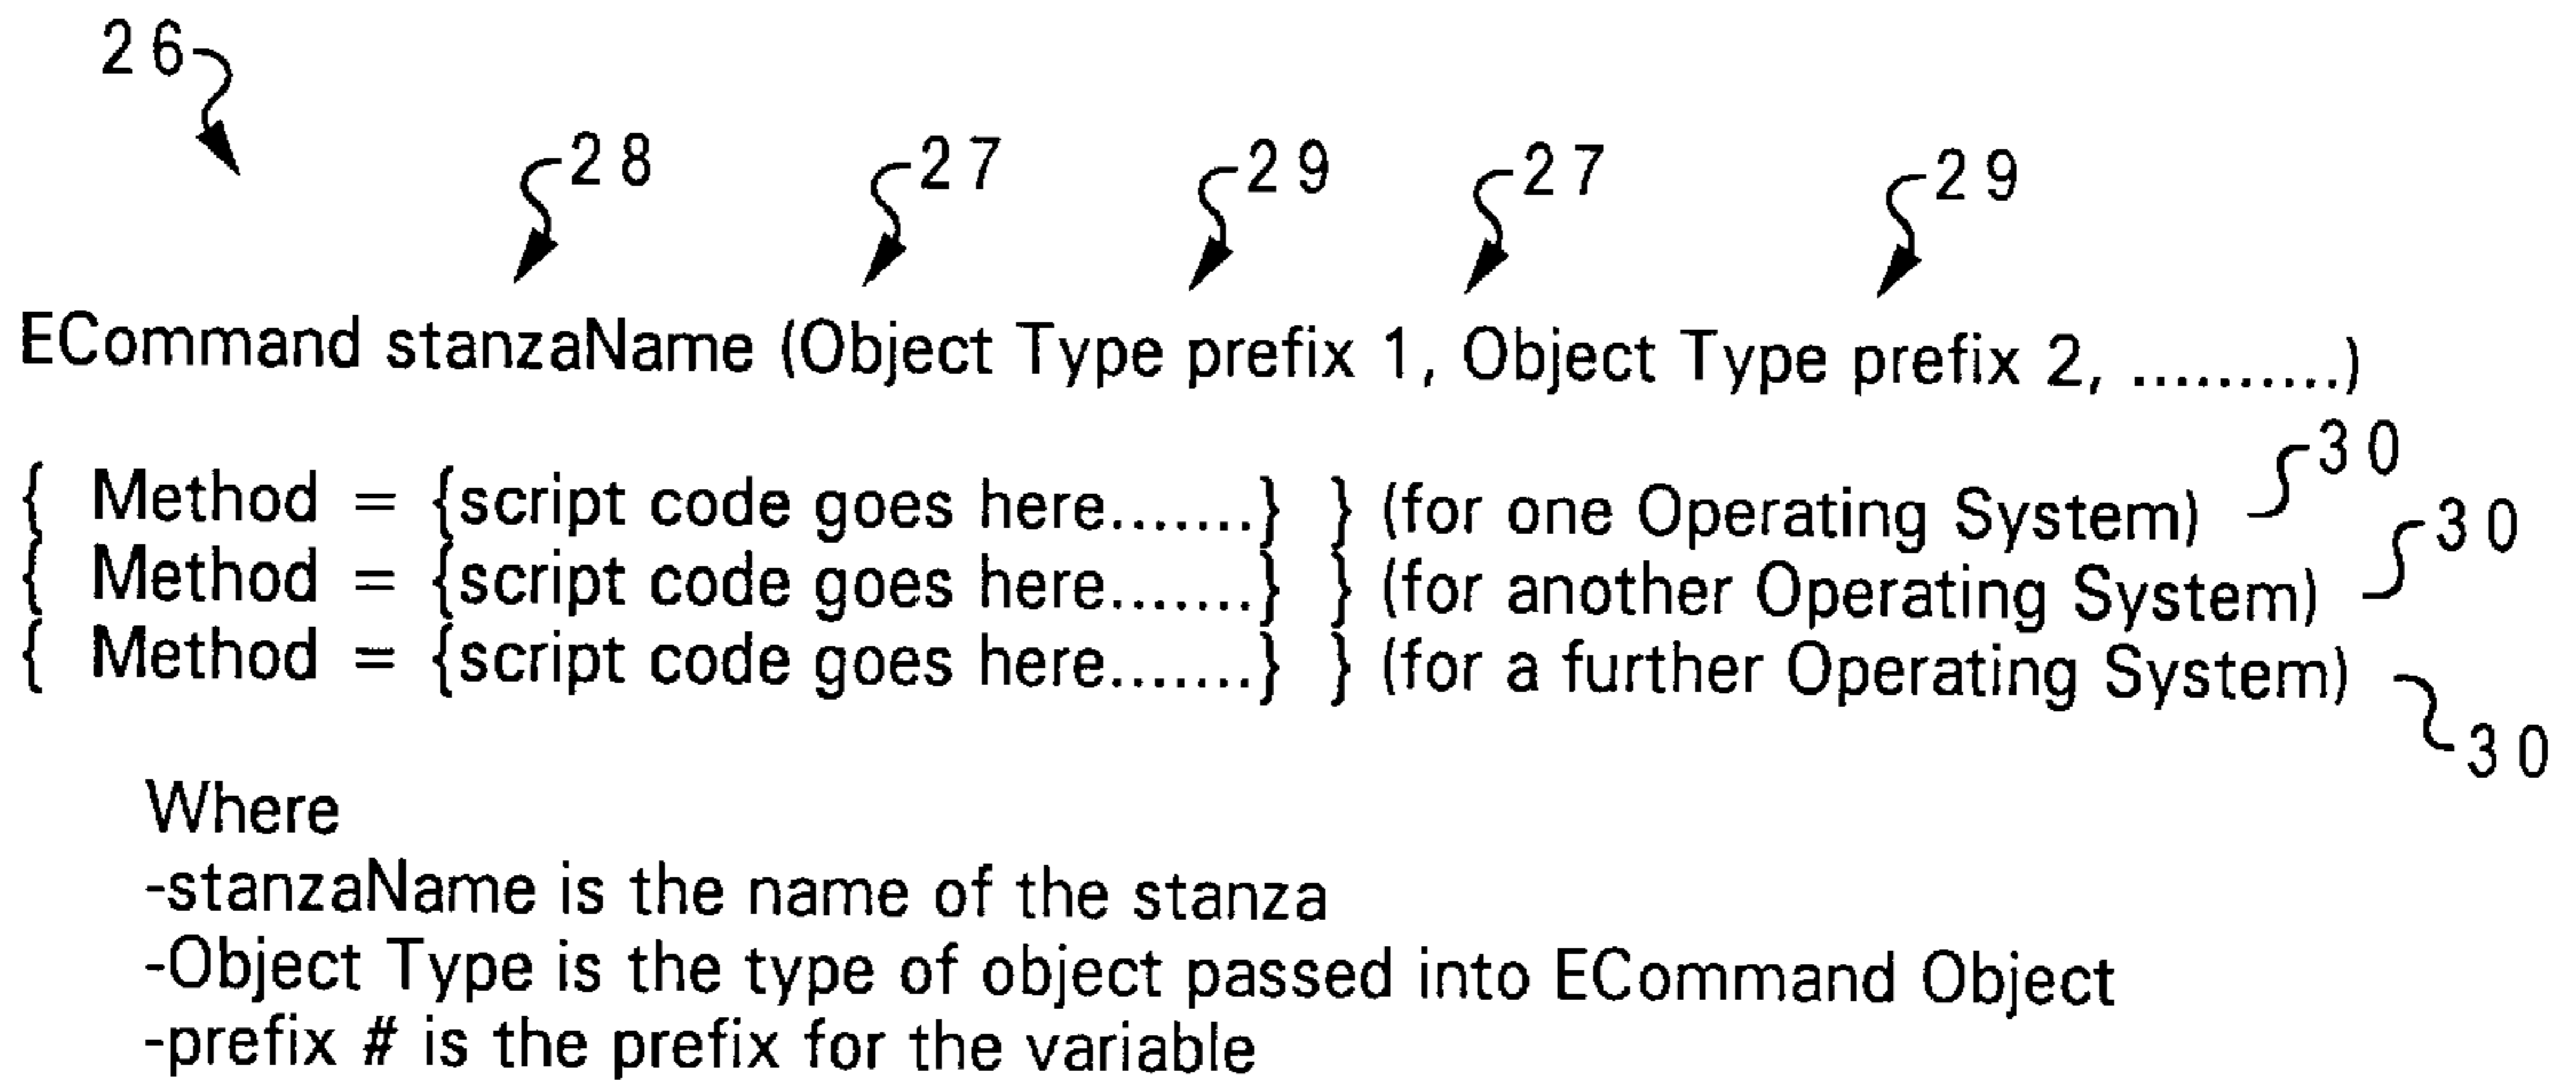 26
28 27 29 27 29
ECommand stanzaName (Object Type prefix 1, Object Type prefix 2, ..........)
{ Method = {script code goes here.......} } (for one Operating System) 30
{ Method = {script code goes here.......} } (for another Operating System) 30
{ Method = {script code goes here.......} } (for a further Operating System) 30
Where
-stanzaName is the name of the stanza
-Object Type is the type of object passed into ECommand Object
-prefix # is the prefix for the variable